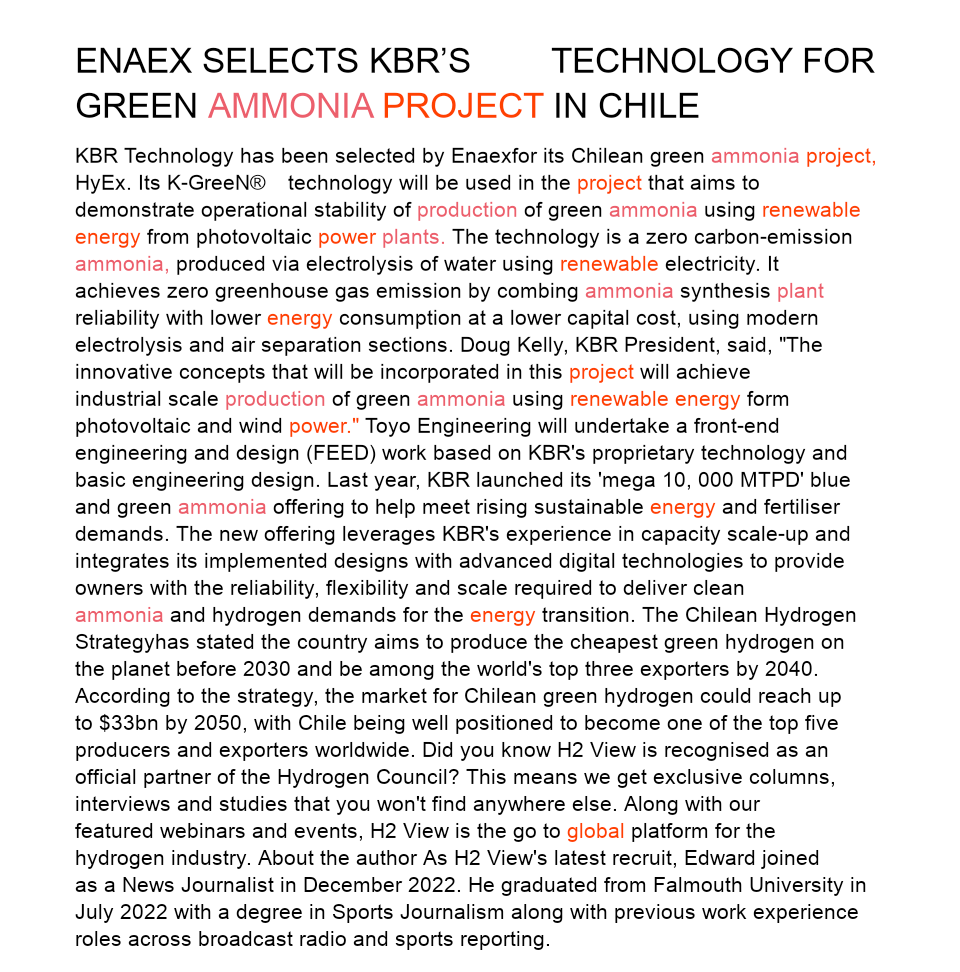 ENAEX SELECTS KBR’S TECHNOLOGY FOR
GREEN AMMONIA PROJECT IN CHILE
KBR Technology has been selected by Enaexfor its Chilean green ammonia project,
HyEx. Its K-GreeN® technology will be used in the project that aims to
demonstrate operational stability of production of green ammonia using renewable
energy from photovoltaic power plants. The technology is a zero carbon-emission
ammonia, produced via electrolysis of water using renewable electricity. It
achieves zero greenhouse gas emission by combing ammonia synthesis plant
reliability with lower energy consumption at a lower capital cost, using modern
electrolysis and air separation sections. Doug Kelly, KBR President, said, "The
innovative concepts that will be incorporated in this project will achieve
industrial scale production of green ammonia using renewable energy form
photovoltaic and wind power." Toyo Engineering will undertake a front-end
engineering and design (FEED) work based on KBR's proprietary technology and
basic engineering design. Last year, KBR launched its 'mega 10, 000 MTPD' blue
and green ammonia offering to help meet rising sustainable energy and fertiliser
demands. The new offering leverages KBR's experience in capacity scale-up and
integrates its implemented designs with advanced digital technologies to provide
owners with the reliability, flexibility and scale required to deliver clean
ammonia and hydrogen demands for the energy transition. The Chilean Hydrogen
Strategyhas stated the country aims to produce the cheapest green hydrogen on
the planet before 2030 and be among the world's top three exporters by 2040.
According to the strategy, the market for Chilean green hydrogen could reach up
to $33bn by 2050, with Chile being well positioned to become one of the top five
producers and exporters worldwide. Did you know H2 View is recognised as an
official partner of the Hydrogen Council? This means we get exclusive columns,
interviews and studies that you won't find anywhere else. Along with our
featured webinars and events, H2 View is the go to global platform for the
hydrogen industry. About the author As H2 View's latest recruit, Edward joined
as a News Journalist in December 2022. He graduated from Falmouth University in
July 2022 with a degree in Sports Journalism along with previous work experience
roles across broadcast radio and sports reporting.